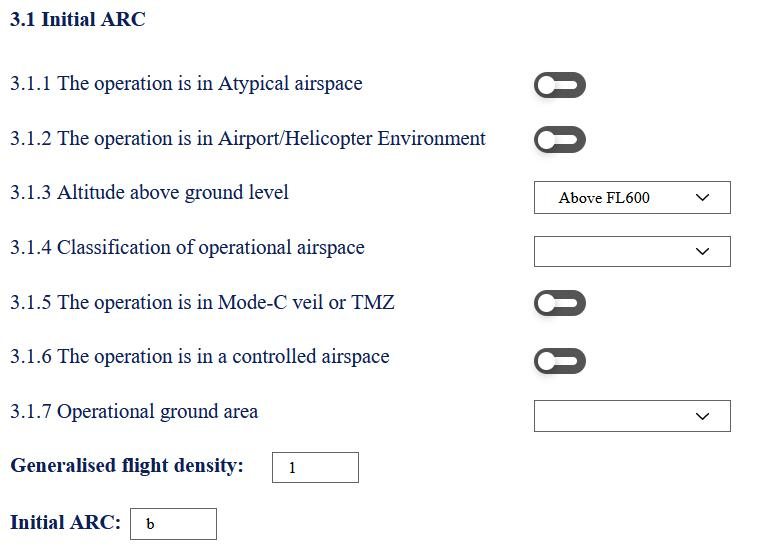 3.1 Initial ARC
3.1.1 The operation is in Atypical airspace
3.1.2 The operation is in Airport/Helicopter Environment
3.1.3 Altitude above ground level
Above FL600
3.1.4 Classification of operational airspace
3.1.5 The operation is in Mode-C veil or TMZ
3.1.6 The operation is in a controlled airspace
3.1.7 Operational ground area
Generalised flight density: 1
Initial ARC: b